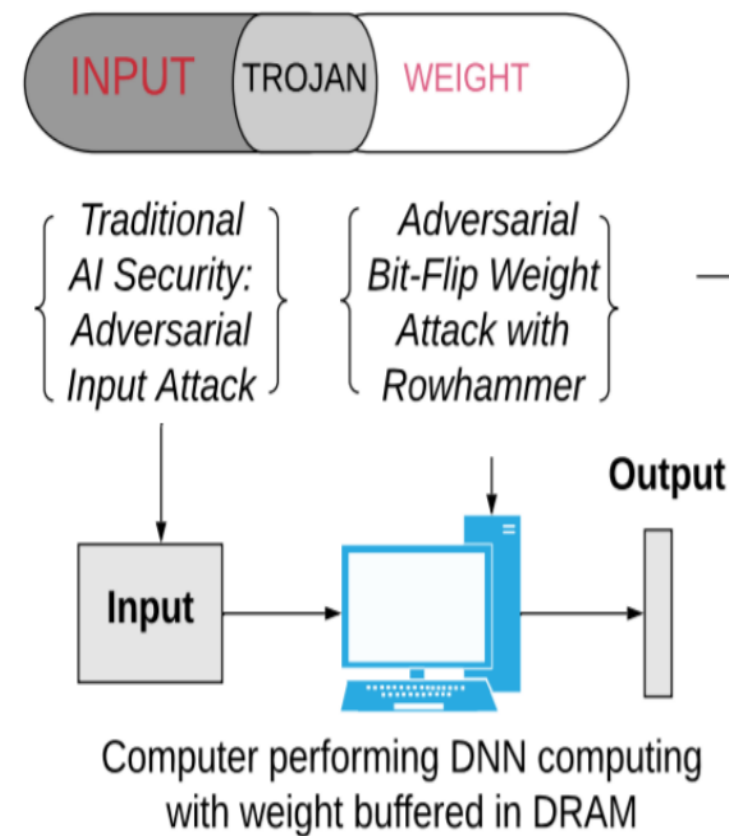 INPUT TROJAN WEIGHT
Traditional
AI Security:
Adversarial
Input Attack
Adversarial
Bit-Flip Weight
Attack with
Rowhammer
Output
Input
Computer performing DNN computing
with weight buffered in DRAM